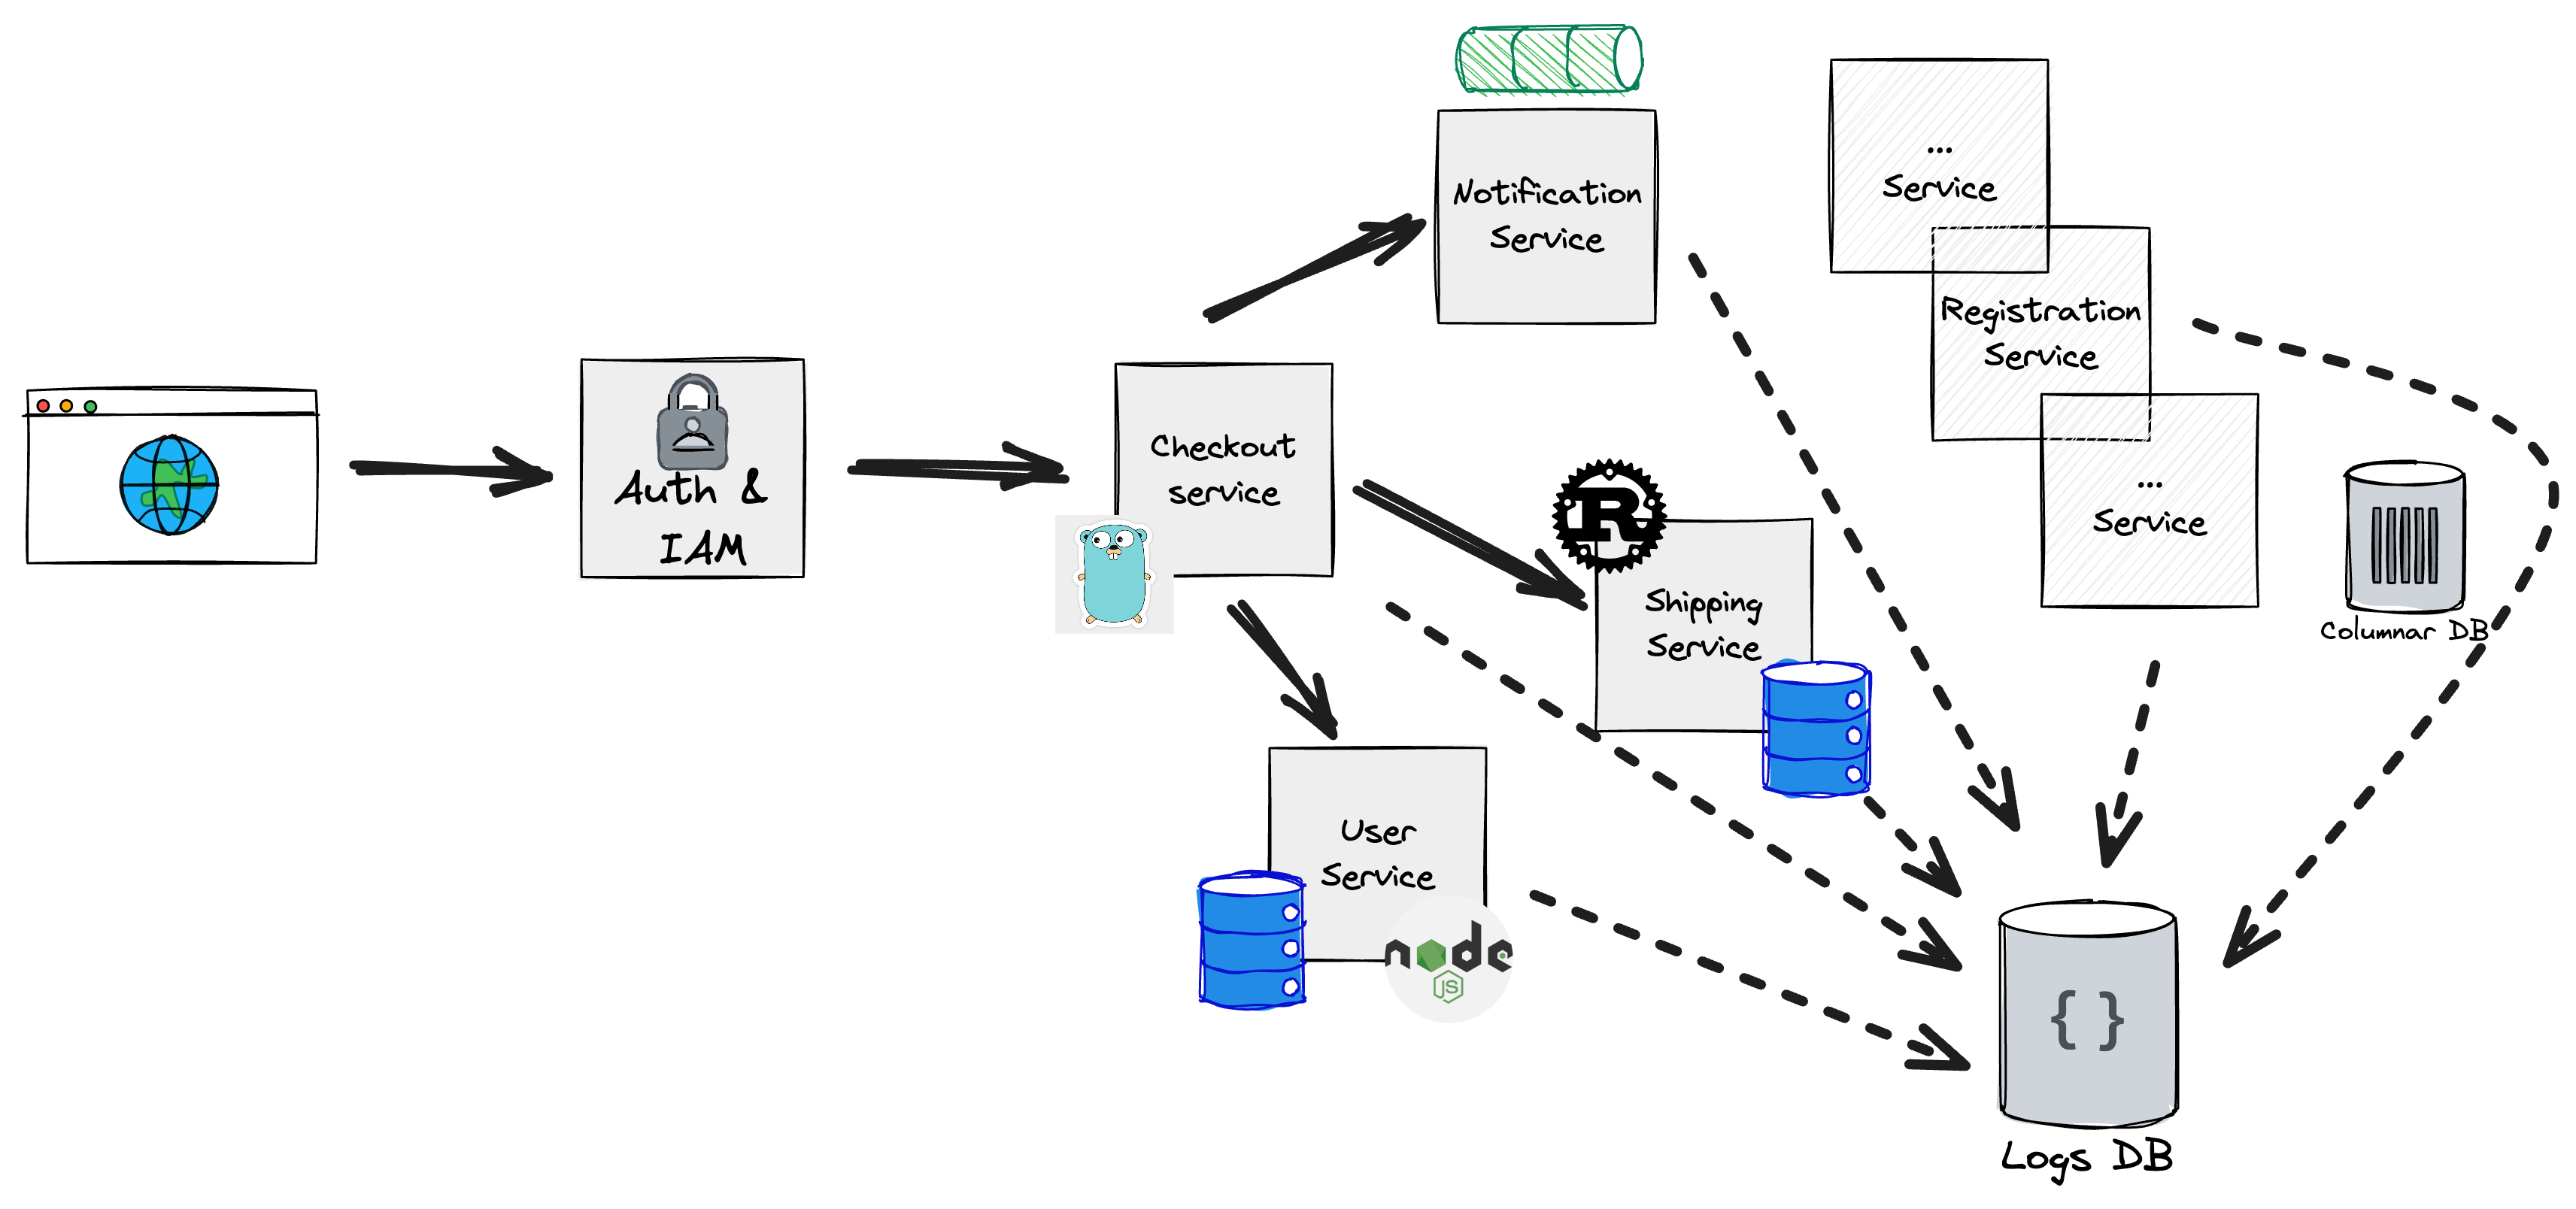 Auth &
IAM
Checkout
service
Notification
Service
R
Shipping
Service
User
Service
node
JS
...
Service
Registration
Service
...
Service
Columnar DB
{ }
Logs DB